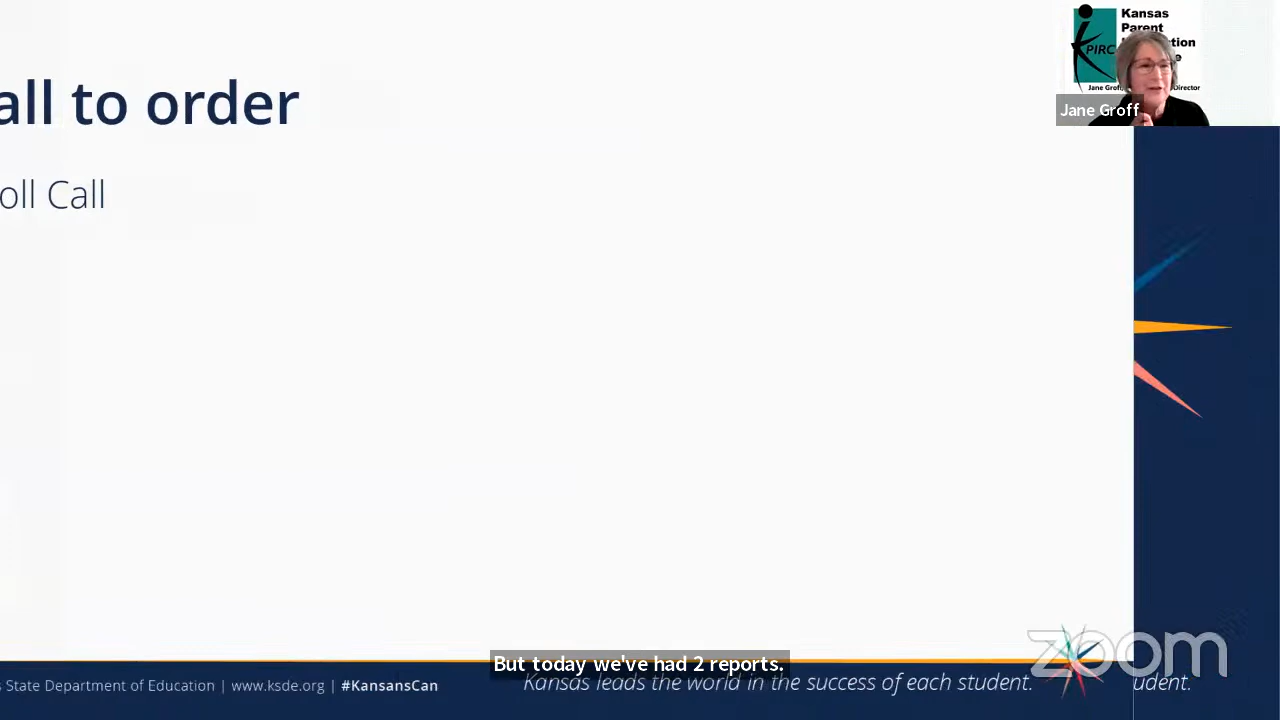 Kansas
Parent
KPIRC
Jane Groff
Director
Jane Groff
all to order
oll Call
But today we've had 2 reports.
s State Department of Education | www.ksde.org | #KansansCan
Kansas leads the world in the success of each student.
udent.
zoom